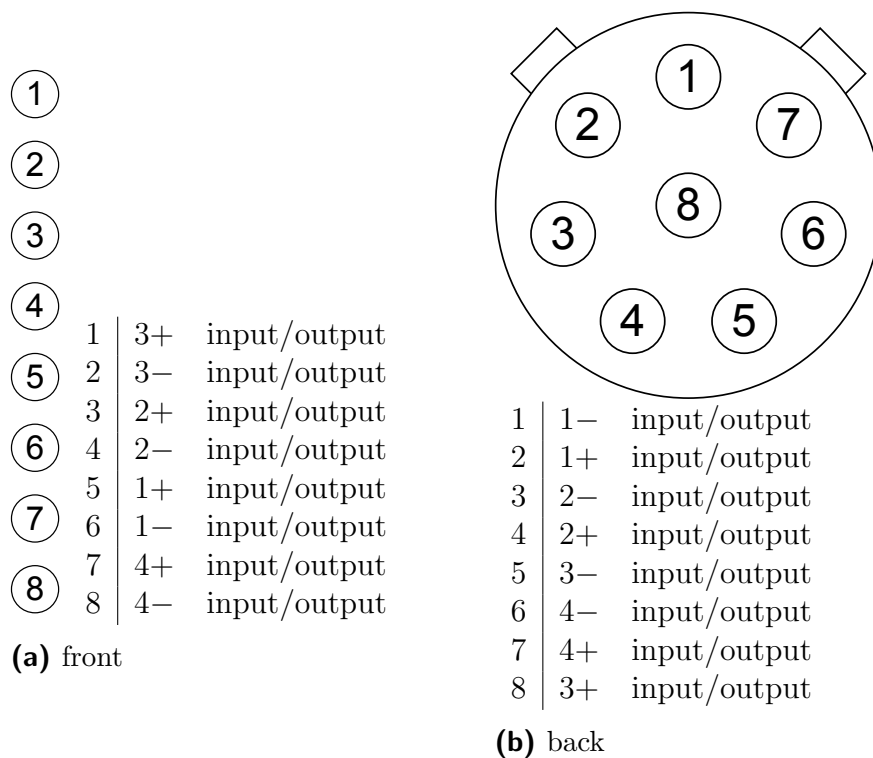 1
2
3
4
5
6
7
8
1 3+ input/output
2 3− input/output
3 2+ input/output
4 2− input/output
5 1+ input/output
6 1− input/output
7 4+ input/output
8 4− input/output
(a) front
1
2 7
8
3 6
4 5
1 1− input/output
2 1+ input/output
3 2− input/output
4 2+ input/output
5 3− input/output
6 4− input/output
7 4+ input/output
8 3+ input/output
(b) back